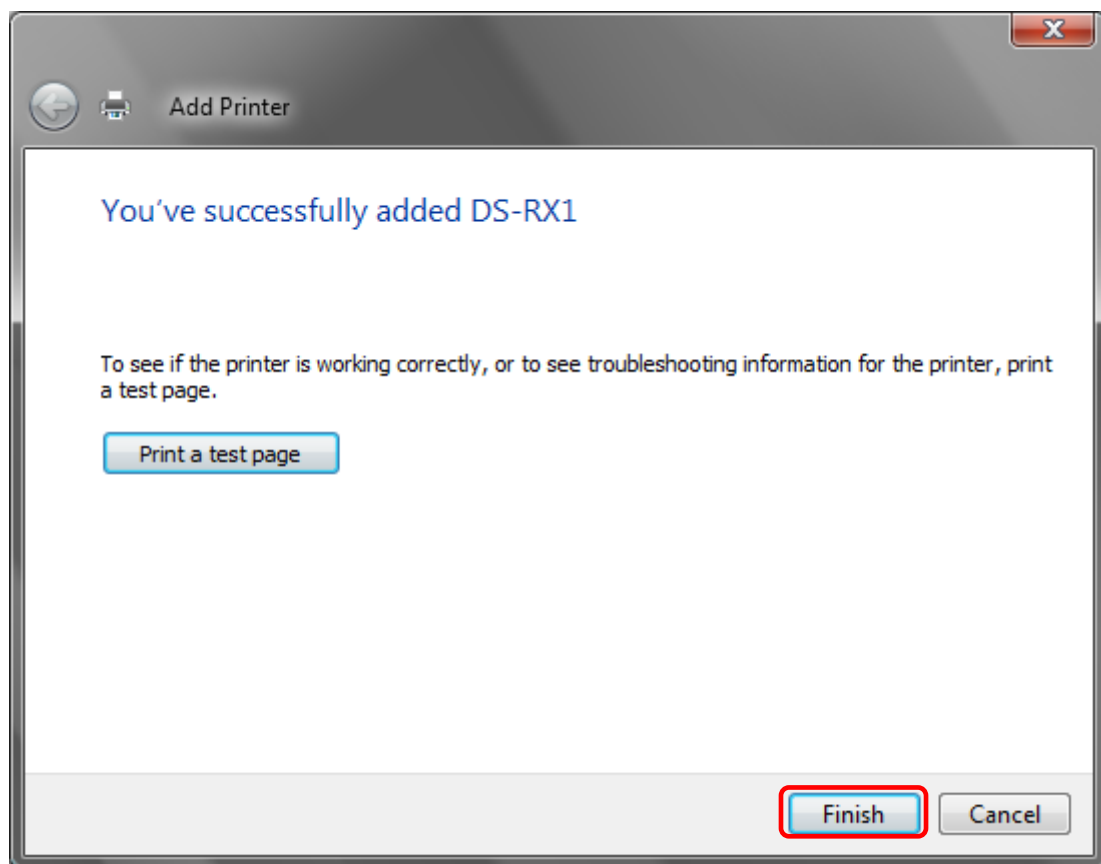 Add Printer
You've successfully added DS-RX1
To see if the printer is working correctly, or to see troubleshooting information for the printer, print
a test page.
Print a test page
Finish
Cancel